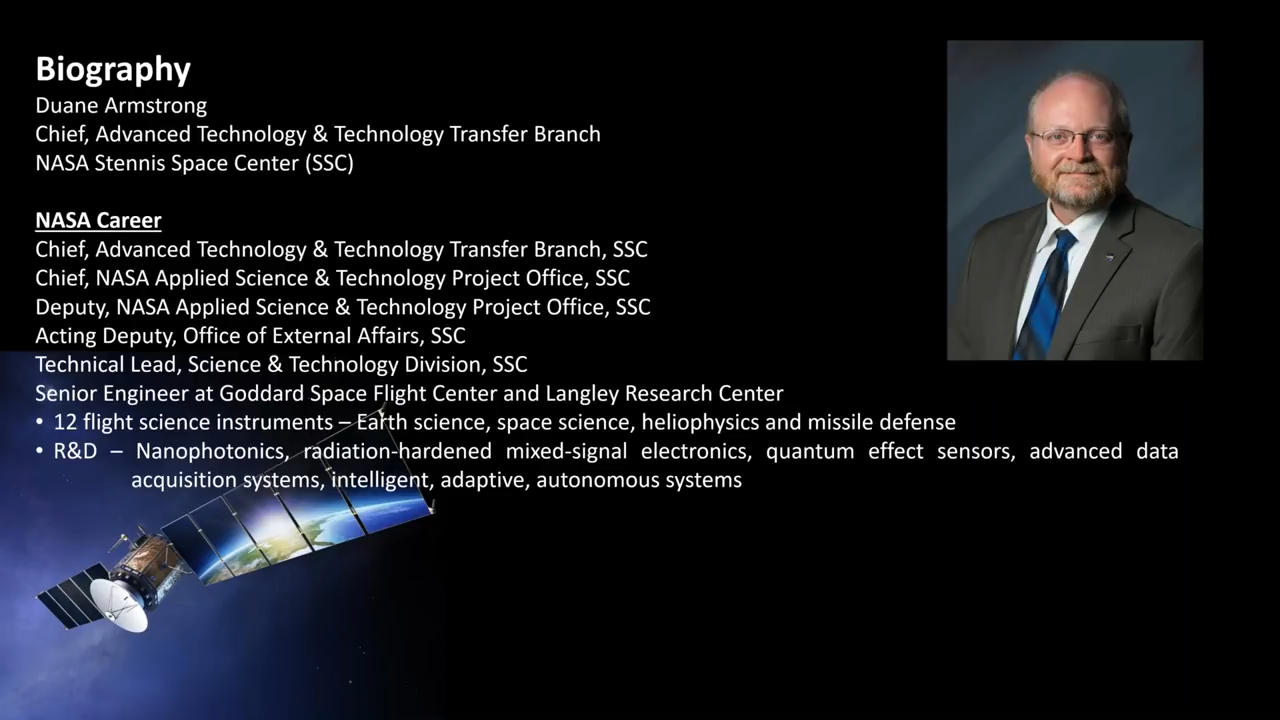 Biography
Duane Armstrong
Chief, Advanced Technology & Technology Transfer Branch
NASA Stennis Space Center (SSC)
NASA Career
Chief, Advanced Technology & Technology Transfer Branch, SSC
Chief, NASA Applied Science & Technology Project Office, SSC
Deputy, NASA Applied Science & Technology Project Office, SSC
Acting Deputy, Office of External Affairs, SSC
Technical Lead, Science & Technology Division, SSC
Senior Engineer at Goddard Space Flight Center and Langley Research Center
• 12 flight science instruments – Earth science, space science, heliophysics and missile defense
• R&D – Nanophotonics, radiation-hardened mixed-signal electronics, quantum effect sensors, advanced data
acquisition systems, intelligent, adaptive, autonomous systems